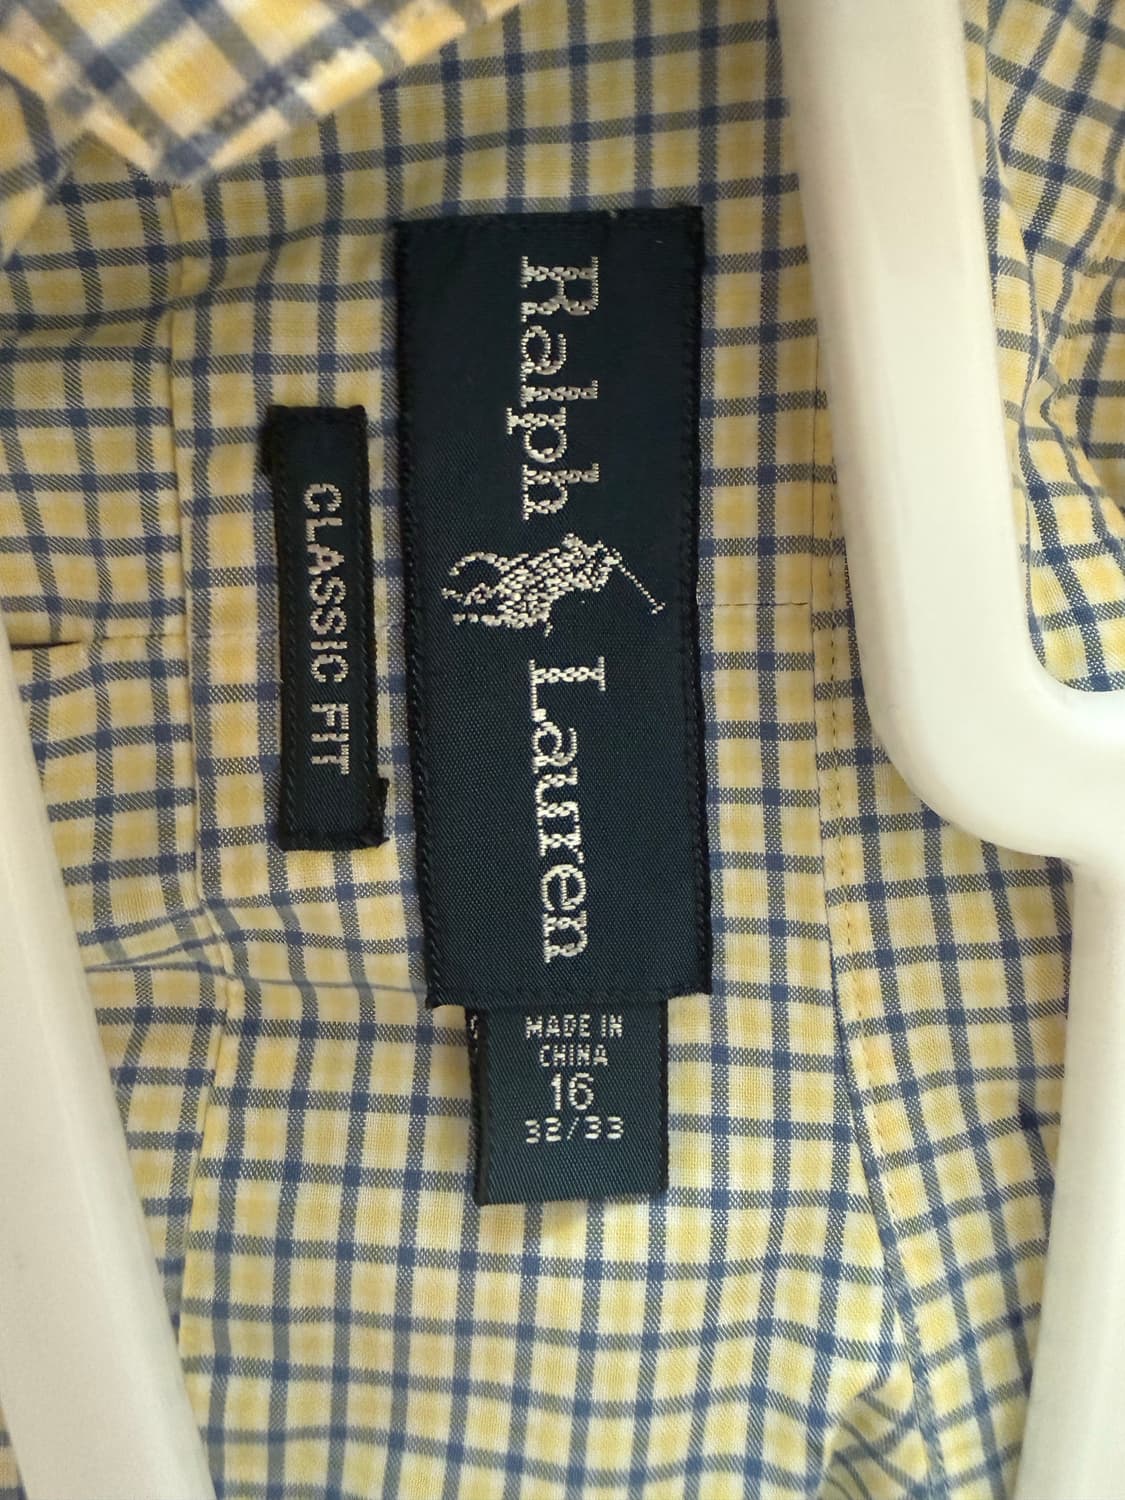 Ralph Lauren
CLASSIC FIT
MADE IN
CHINA
16
32/33